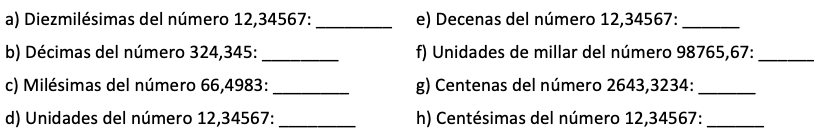 a) Diezmilésimas del número 12,34567: ________
b) Décimas del número 324,345: ________
c) Milésimas del número 66,4983: ________
d) Unidades del número 12,34567: ________
e) Decenas del número 12,34567: ______
f) Unidades de millar del número 98765,67: ______
g) Centenas del número 2643,3234: ______
h) Centésimas del número 12,34567: ______